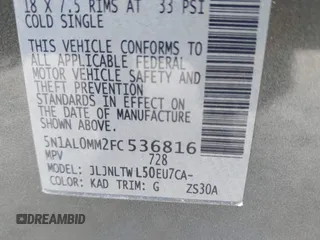 18 X 7.5 RIMS AT 33 PSI
COLD SINGLE
THIS VEHICLE CONFORMS TO
ALL APPLICABLE FEDERAL
MOTOR VEHICLE SAFETY AND
THEFT PREVENTION
STANDARDS IN EFFECT ON
THE DATE OF MANUFACTURE
SHOWN ABOVE.
5N1AL0MM2FC536816
MPV 728
JLJNLTWL50EU7CA-
COLOR: KAD TRIM: G ZS30A